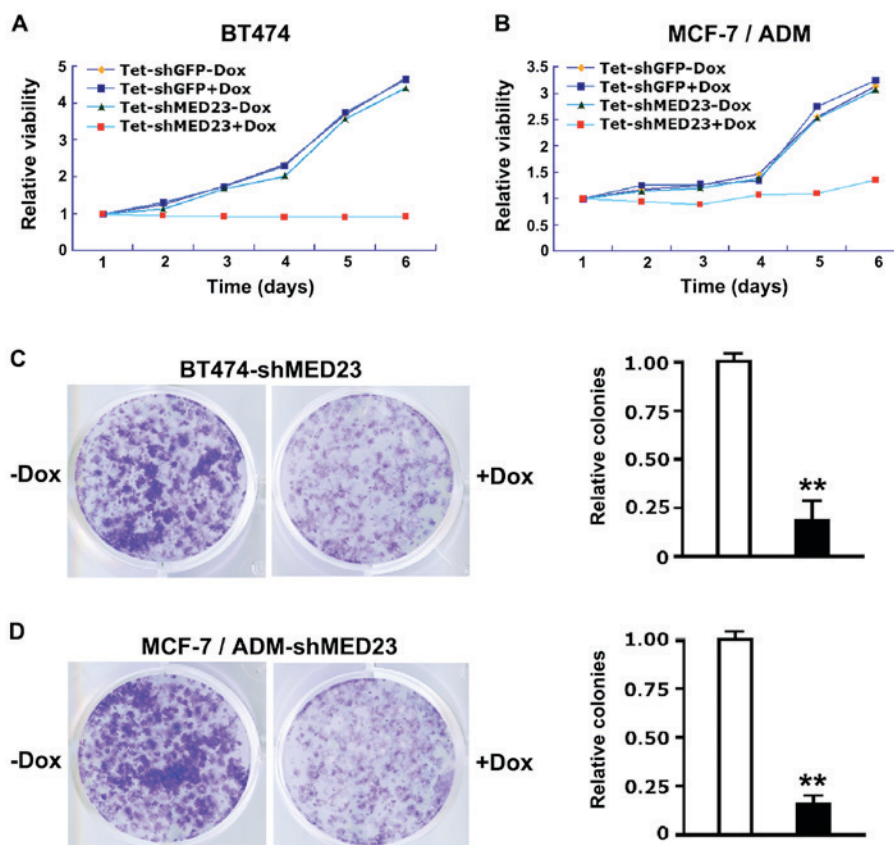 A
BT474
Relative viability
5
4
3
2
1
0
Tet-shGFP-Dox
Tet-shGFP+Dox
Tet-shMED23-Dox
Tet-shMED23+Dox
1 2 3 4 5 6
Time (days)
B
MCF-7 / ADM
Relative viability
3.5
3
2.5
2
1.5
1
0.5
0
Tet-shGFP-Dox
Tet-shGFP+Dox
Tet-shMED23-Dox
Tet-shMED23+Dox
1 2 3 4 5 6
Time (days)
C
BT474-shMED23
-Dox
+Dox
Relative colonies
1.00
0.75
0.50
0.25
0
**
D
MCF-7 / ADM-shMED23
-Dox
+Dox
Relative colonies
1.00
0.75
0.50
0.25
0
**